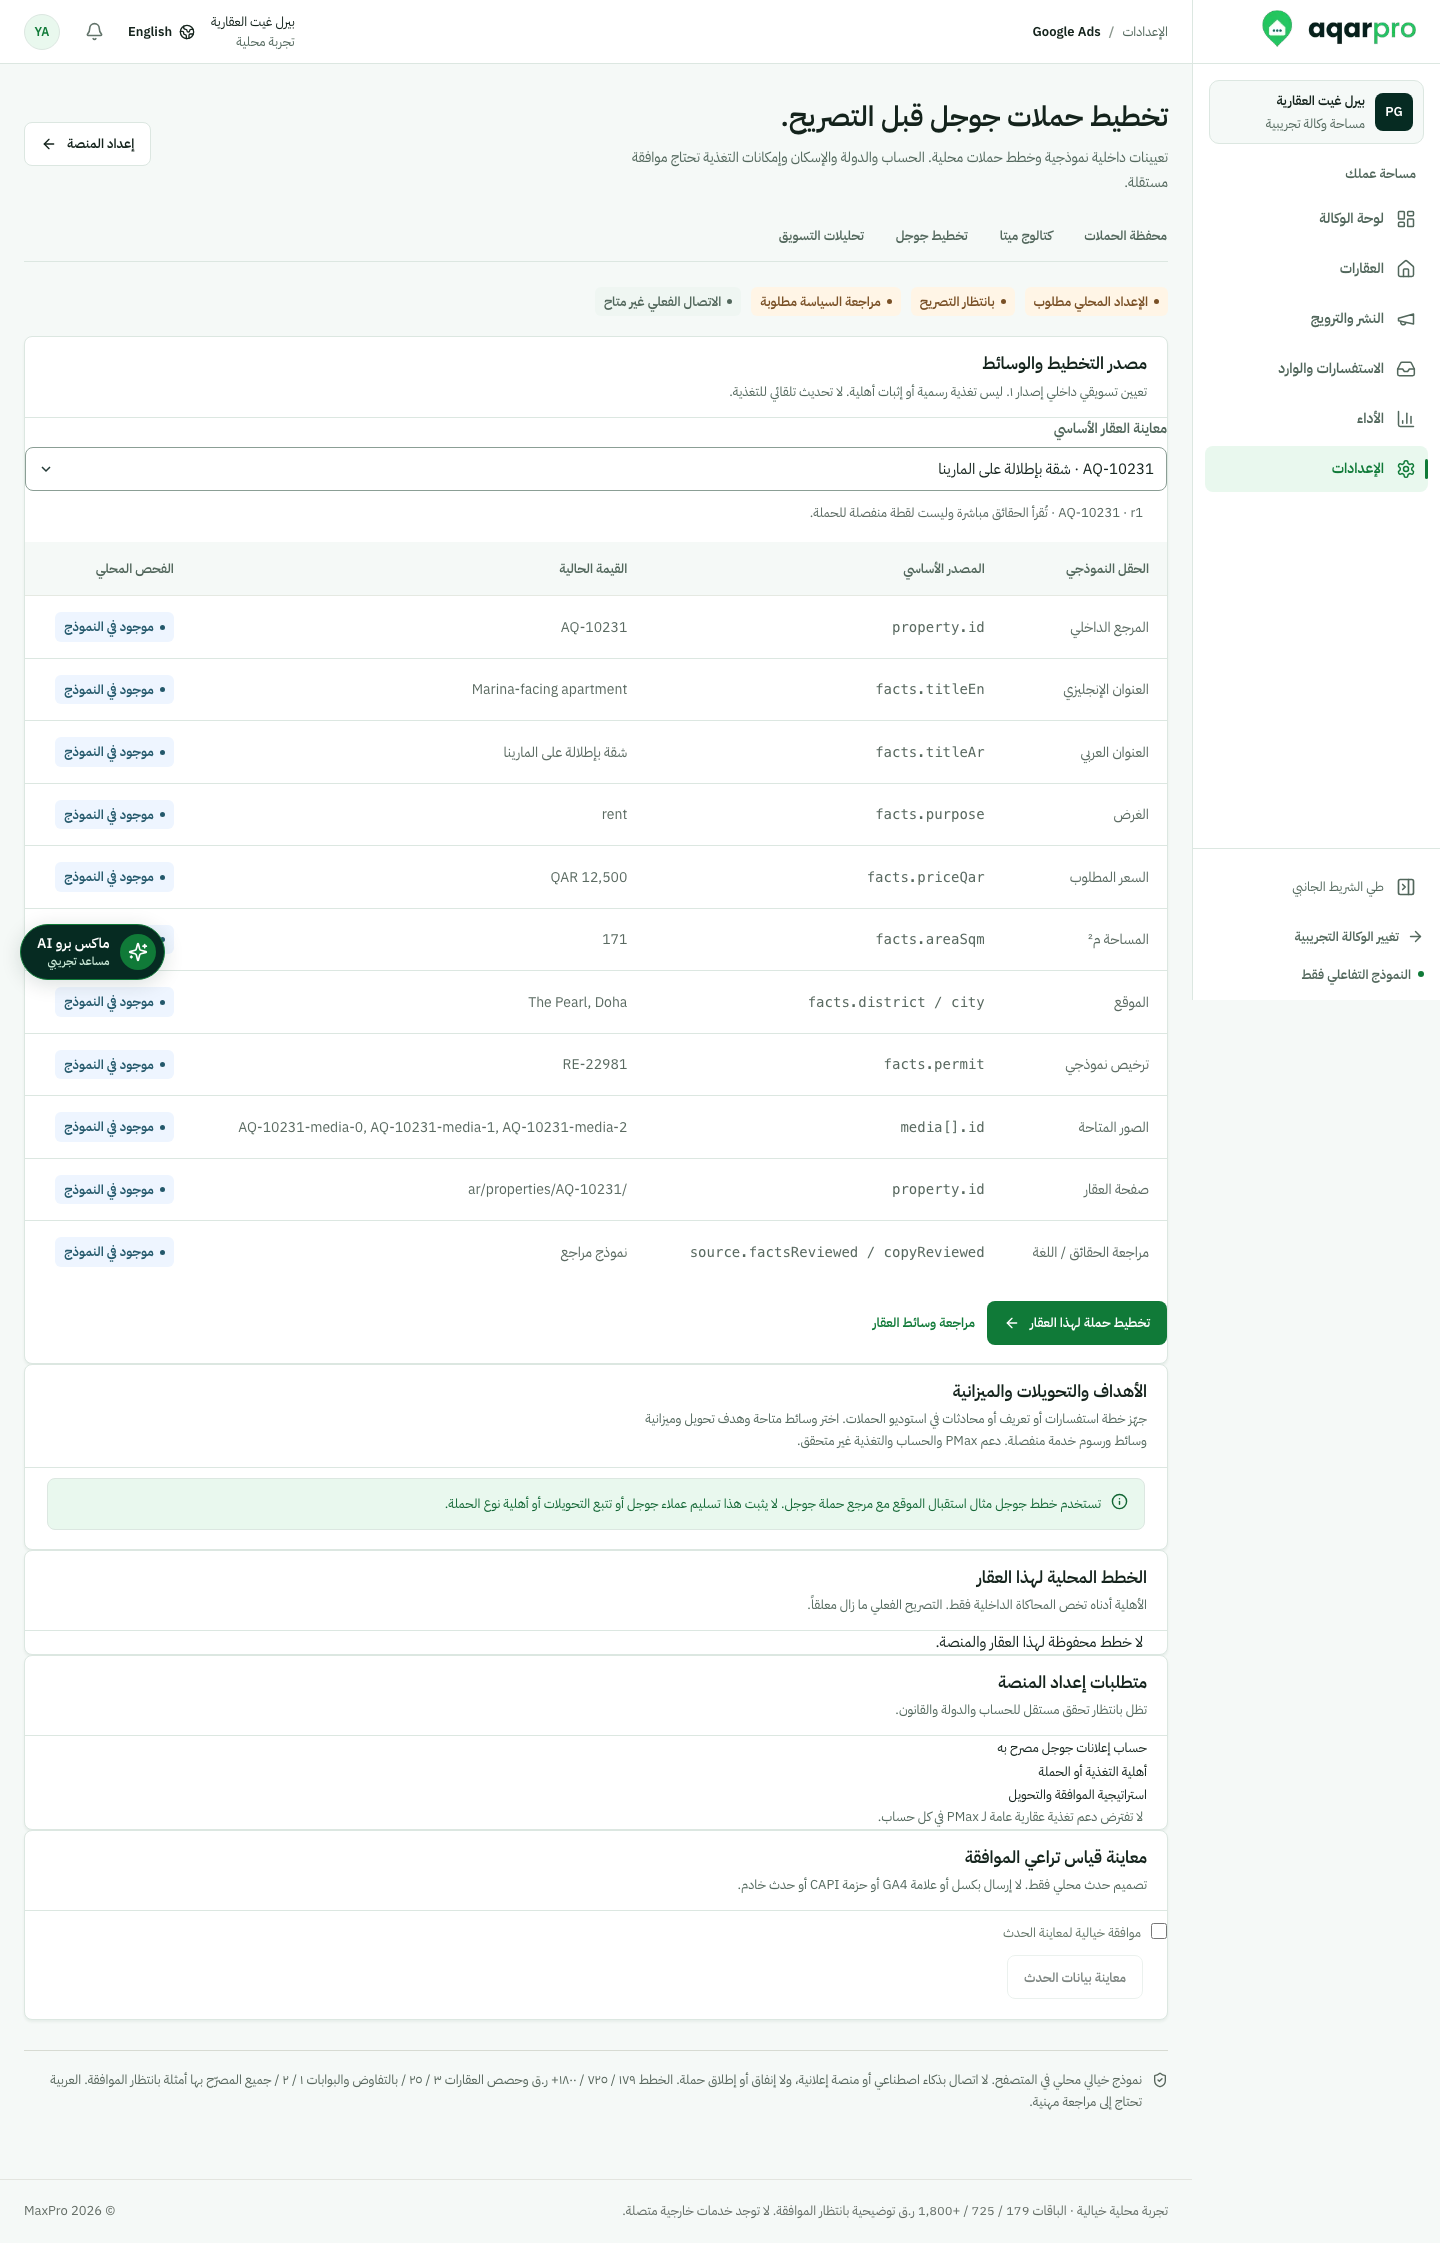 aqarpro
الإعدادات / Google Ads
بيرل غيت العقارية
تجربة محلية
English
YA
PG
بيرل غيت العقارية
مساحة وكالة تجريبية
مساحة عملك
لوحة الوكالة
العقارات
النشر والترويج
الاستفسارات والوارد
الأداء
الإعدادات
طي الشريط الجانبي
تغيير الوكالة التجريبية
النموذج التفاعلي فقط
تخطيط حملات جوجل قبل التصريح.
تعيينات داخلية نموذجية وخطط حملات محلية. الحساب والدولة والإسكان وإمكانات التغذية تحتاج موافقة
مستقلة.
إعداد المنصة
محفظة الحملات
كتالوج ميتا
تخطيط جوجل
تحليلات التسويق
الإعداد المحلي مطلوب
بانتظار التصريح
مراجعة السياسة مطلوبة
الاتصال الفعلي غير متاح
مصدر التخطيط والوسائط
تعيين تسويقي داخلي إصدار ١. ليس تغذية رسمية أو إثبات أهلية. لا تحديث تلقائي للتغذية.
معاينة العقار الأساسي
AQ-10231 · شقة بإطلالة على المارينا
AQ-10231 · r1 · تُقرأ الحقائق مباشرة وليست لقطة منفصلة للحملة.
الحقل النموذجي المصدر الأساسي القيمة الحالية الفحص المحلي
المرجع الداخلي property.id AQ-10231 موجود في النموذج
العنوان الإنجليزي facts.titleEn Marina-facing apartment موجود في النموذج
العنوان العربي facts.titleAr شقة بإطلالة على المارينا موجود في النموذج
الغرض facts.purpose rent موجود في النموذج
السعر المطلوب facts.priceQar QAR 12,500 موجود في النموذج
المساحة م² facts.areaSqm 171
ماكس برو AI
مساعد تجريبي
الموقع facts.district / city The Pearl, Doha موجود في النموذج
ترخيص نموذجي facts.permit RE-22981 موجود في النموذج
الصور المتاحة media[].id AQ-10231-media-0, AQ-10231-media-1, AQ-10231-media-2 موجود في النموذج
صفحة العقار property.id ar/properties/AQ-10231/ موجود في النموذج
مراجعة الحقائق / اللغة source.factsReviewed / copyReviewed نموذج مراجع موجود في النموذج
تخطيط حملة لهذا العقار
مراجعة وسائط العقار
الأهداف والتحويلات والميزانية
جهّز خطة استفسارات أو تعريف أو محادثات في استوديو الحملات. اختر وسائط متاحة وهدف تحويل وميزانية
وسائط ورسوم خدمة منفصلة. دعم PMax والحساب والتغذية غير متحقق.
تستخدم خطط جوجل مثال استقبال الموقع مع مرجع حملة جوجل. لا يثبت هذا تسليم عملاء جوجل أو تتبع التحويلات أو أهلية نوع الحملة.
الخطط المحلية لهذا العقار
الأهلية أدناه تخص المحاكاة الداخلية فقط. التصريح الفعلي ما زال معلقاً.
لا خطط محفوظة لهذا العقار والمنصة.
متطلبات إعداد المنصة
تظل بانتظار تحقق مستقل للحساب والدولة والقانون.
حساب إعلانات جوجل مصرح به
أهلية التغذية أو الحملة
استراتيجية الموافقة والتحويل
لا تفترض دعم تغذية عقارية عامة لـ PMax في كل حساب.
معاينة قياس تراعي الموافقة
تصميم حدث محلي فقط. لا إرسال بكسل أو علامة GA4 أو حزمة CAPI أو حدث خادم.
موافقة خيالية لمعاينة الحدث
معاينة بيانات الحدث
نموذج خيالي محلي في المتصفح. لا اتصال بذكاء اصطناعي أو منصة إعلانية، ولا إنفاق أو إطلاق حملة. الخطط ١٧٩ / ٧٢٥ / ١٨٠٠+ ر.ق وحصص العقارات ٣ / ٢٥ / بالتفاوض والبوابات ١ / ٢ / جميع المصرّح بها أمثلة بانتظار الموافقة. العربية
تحتاج إلى مراجعة مهنية.
تجربة محلية خيالية · الباقات 179 / 725 / 1,800+ ر.ق توضيحية بانتظار الموافقة. لا توجد خدمات خارجية متصلة.
© 2026 MaxPro